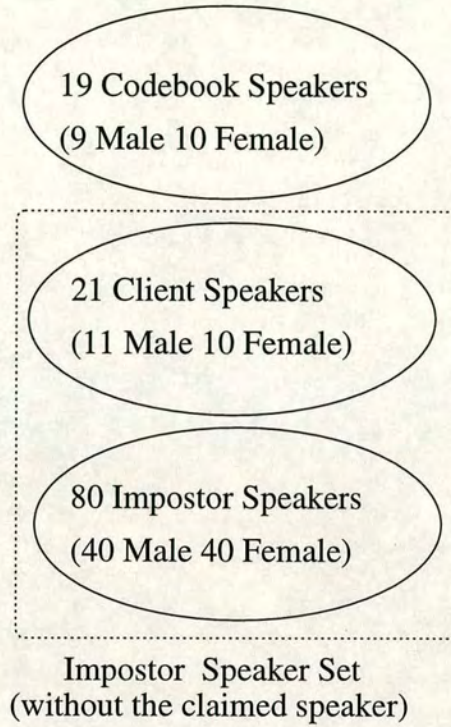 19 Codebook Speakers
(9 Male 10 Female)
21 Client Speakers
(11 Male 10 Female)
80 Impostor Speakers
(40 Male 40 Female)
Impostor Speaker Set
(without the claimed speaker)